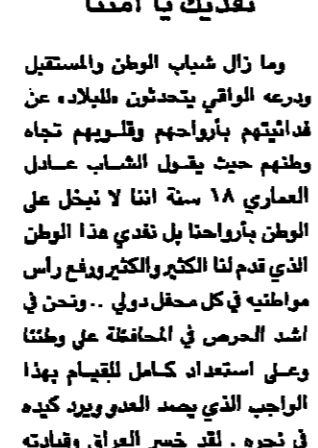 نفديك يا أمتنا
وما زال شباب الوطن والمستقبل
ودرعه الواقي يتحدثون «للبلاد» عن
فدائيتهم بأرواحهم وقلوبهم تجاه
وطنهم حيث يقول الشاب عادل
العماري ١٨ سنة اننا لا نبخل على
الوطن بأرواحنا بل نفدي هذا الوطن
الذي قدم لنا الكثير والكثير ورفع رأس
مواطنيه في كل محفل دولي .. ونحن في
اشد الحرص في المحافظة على وطننا
وعلى استعداد كامل للقيام بهذا
الواجب الذي يصد العدو ويرد كيده
في نحره . لقد خسر العراق وقيادته